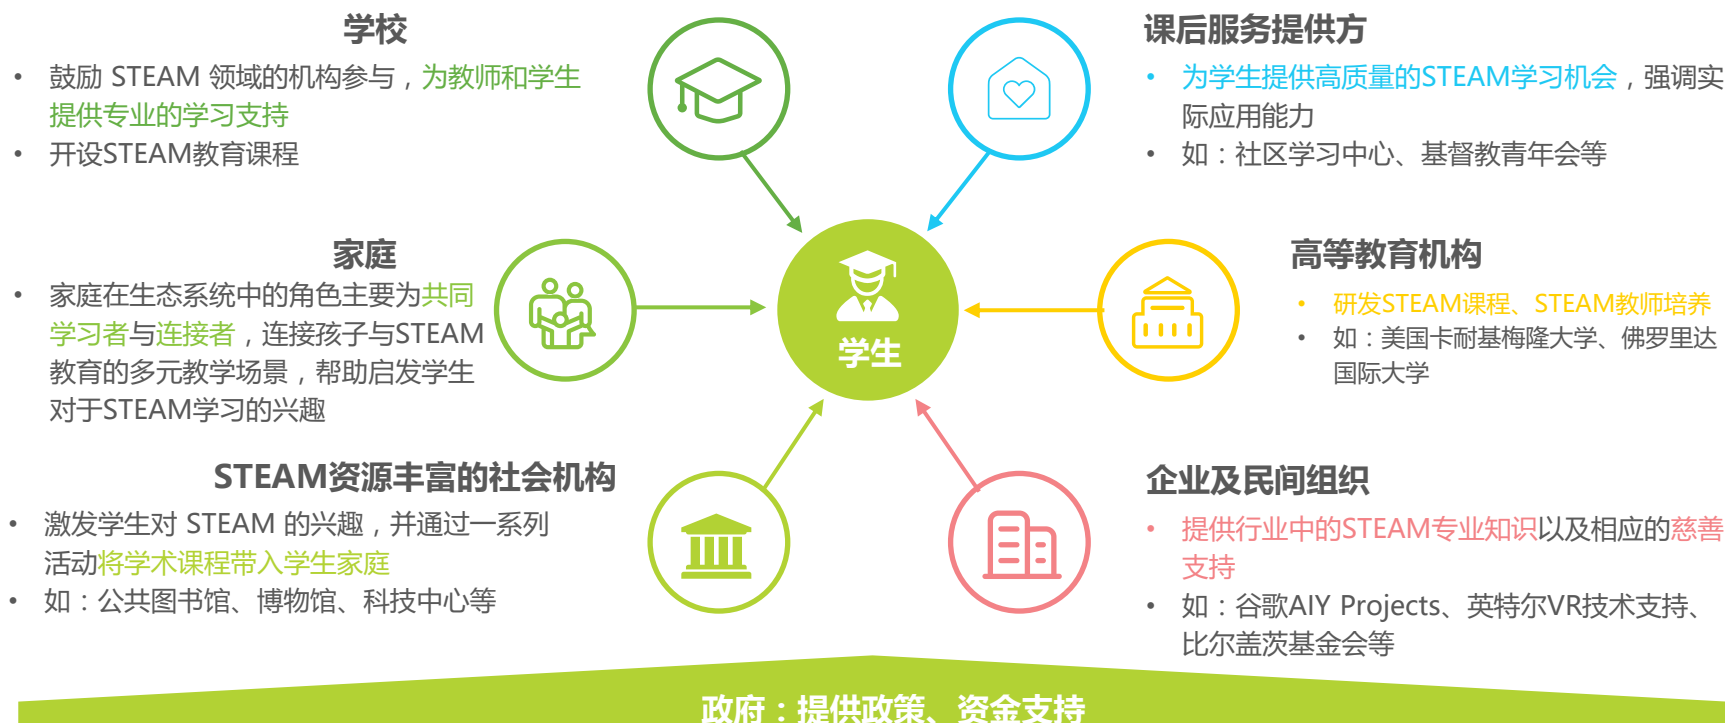 学校
• 鼓励 STEAM 领域的机构参与，为教师和学生
提供专业的学习支持
• 开设STEAM教育课程
课后服务提供方
• 为学生提供高质量的STEAM学习机会，强调实
际应用能力
• 如：社区学习中心、基督教青年会等
家庭
• 家庭在生态系统中的角色主要为共同
学习者与连接者，连接孩子与STEAM
教育的多元教学场景，帮助启发学生
对于STEAM学习的兴趣
学生
高等教育机构
• 研发STEAM课程、STEAM教师培养
• 如：美国卡耐基梅隆大学、佛罗里达
国际大学
STEAM资源丰富的社会机构
• 激发学生对 STEAM 的兴趣，并通过一系列
活动将学术课程带入学生家庭
• 如：公共图书馆、博物馆、科技中心等
企业及民间组织
• 提供行业中的STEAM专业知识以及相应的慈善
支持
• 如：谷歌AIY Projects、英特尔VR技术支持、
比尔盖茨基金会等
政府：提供政策、资金支持